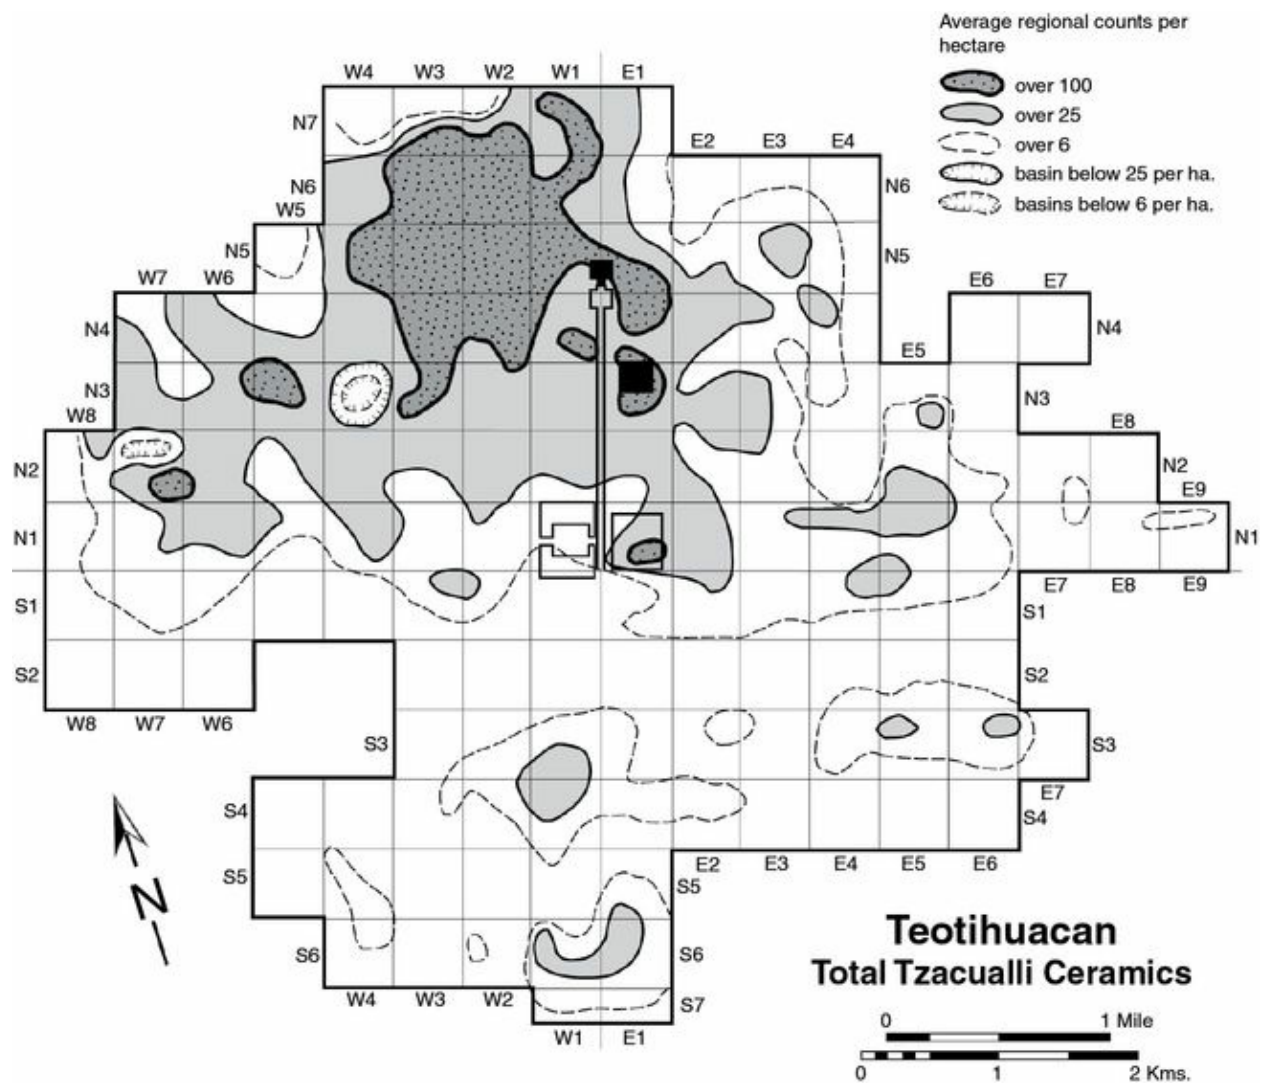 Average regional counts per
hectare
over 100
over 25
over 6
basin below 25 per ha.
basins below 6 per ha.
W4 W3 W2 W1 E1
N7
E2 E3 E4
N6 N6
W5
N5 N5
W7 W6 E6 E7
N4 N4
E5
N3 N3
W8 E8
N2 N2
E9
N1 N1
E7 E8 E9
S1 S1
S2 S2
W8 W7 W6
S3 S3
E7
S4 S4
E2 E3 E4 E5 E6
S5 S5
S6 S6
W4 W3 W2 S7
W1 E1
N
Teotihuacan
Total Tzacualli Ceramics
0 1 Mile
0 1 2 Kms.